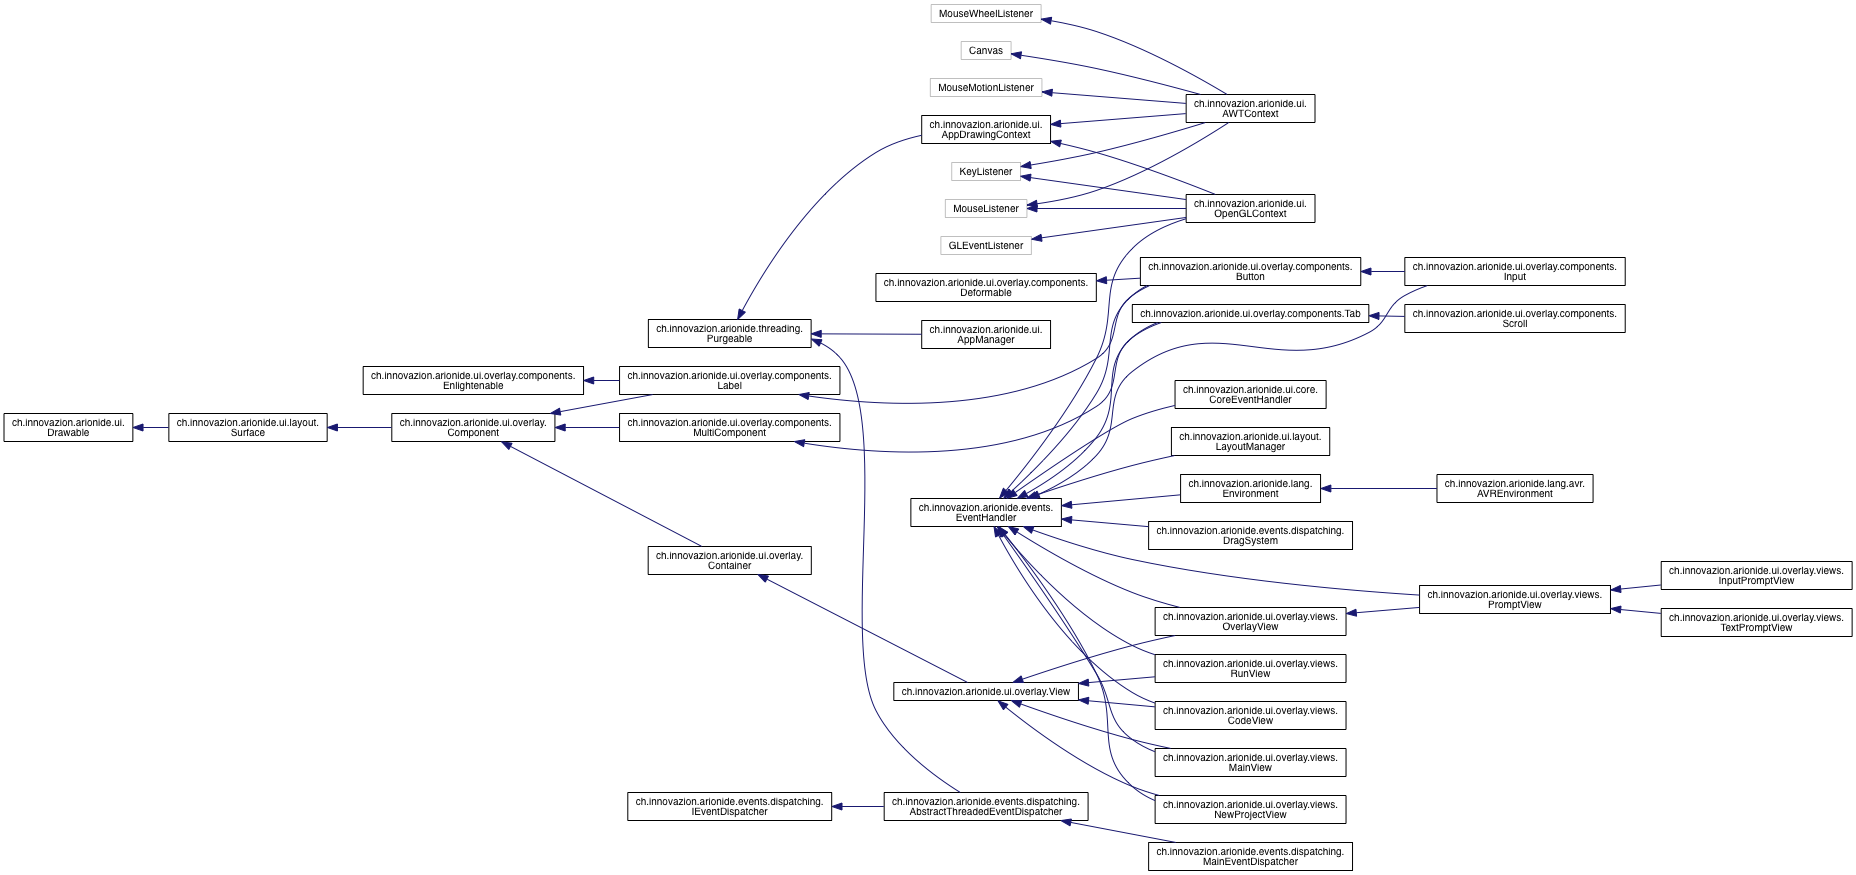 MouseWheelListener
Canvas
MouseMotionListener
ch.innovazion.arionide.ui.
AWTContext
ch.innovazion.arionide.ui.
AppDrawingContext
KeyListener
MouseListener
ch.innovazion.arionide.ui.
OpenGLContext
GLEventListener
ch.innovazion.arionide.ui.overlay.components.
Deformable
ch.innovazion.arionide.ui.overlay.components.
Button
ch.innovazion.arionide.ui.overlay.components.
Input
ch.innovazion.arionide.ui.overlay.components.Tab
ch.innovazion.arionide.ui.overlay.components.
Scroll
ch.innovazion.arionide.threading.
Purgeable
ch.innovazion.arionide.ui.
AppManager
ch.innovazion.arionide.ui.overlay.components.
Enlightenable
ch.innovazion.arionide.ui.overlay.components.
Label
ch.innovazion.arionide.ui.core.
CoreEventHandler
ch.innovazion.arionide.ui.
Drawable
ch.innovazion.arionide.ui.layout.
Surface
ch.innovazion.arionide.ui.overlay.
Component
ch.innovazion.arionide.ui.overlay.components.
MultiComponent
ch.innovazion.arionide.ui.layout.
LayoutManager
ch.innovazion.arionide.lang.
Environment
ch.innovazion.arionide.lang.avr.
AVREnvironment
ch.innovazion.arionide.events.
EventHandler
ch.innovazion.arionide.events.dispatching.
DragSystem
ch.innovazion.arionide.ui.overlay.
Container
ch.innovazion.arionide.ui.overlay.views.
InputPromptView
ch.innovazion.arionide.ui.overlay.views.
PromptView
ch.innovazion.arionide.ui.overlay.views.
TextPromptView
ch.innovazion.arionide.ui.overlay.views.
OverlayView
ch.innovazion.arionide.ui.overlay.views.
RunView
ch.innovazion.arionide.ui.overlay.View
ch.innovazion.arionide.ui.overlay.views.
CodeView
ch.innovazion.arionide.ui.overlay.views.
MainView
ch.innovazion.arionide.events.dispatching.
IEventDispatcher
ch.innovazion.arionide.events.dispatching.
AbstractThreadedEventDispatcher
ch.innovazion.arionide.ui.overlay.views.
NewProjectView
ch.innovazion.arionide.events.dispatching.
MainEventDispatcher